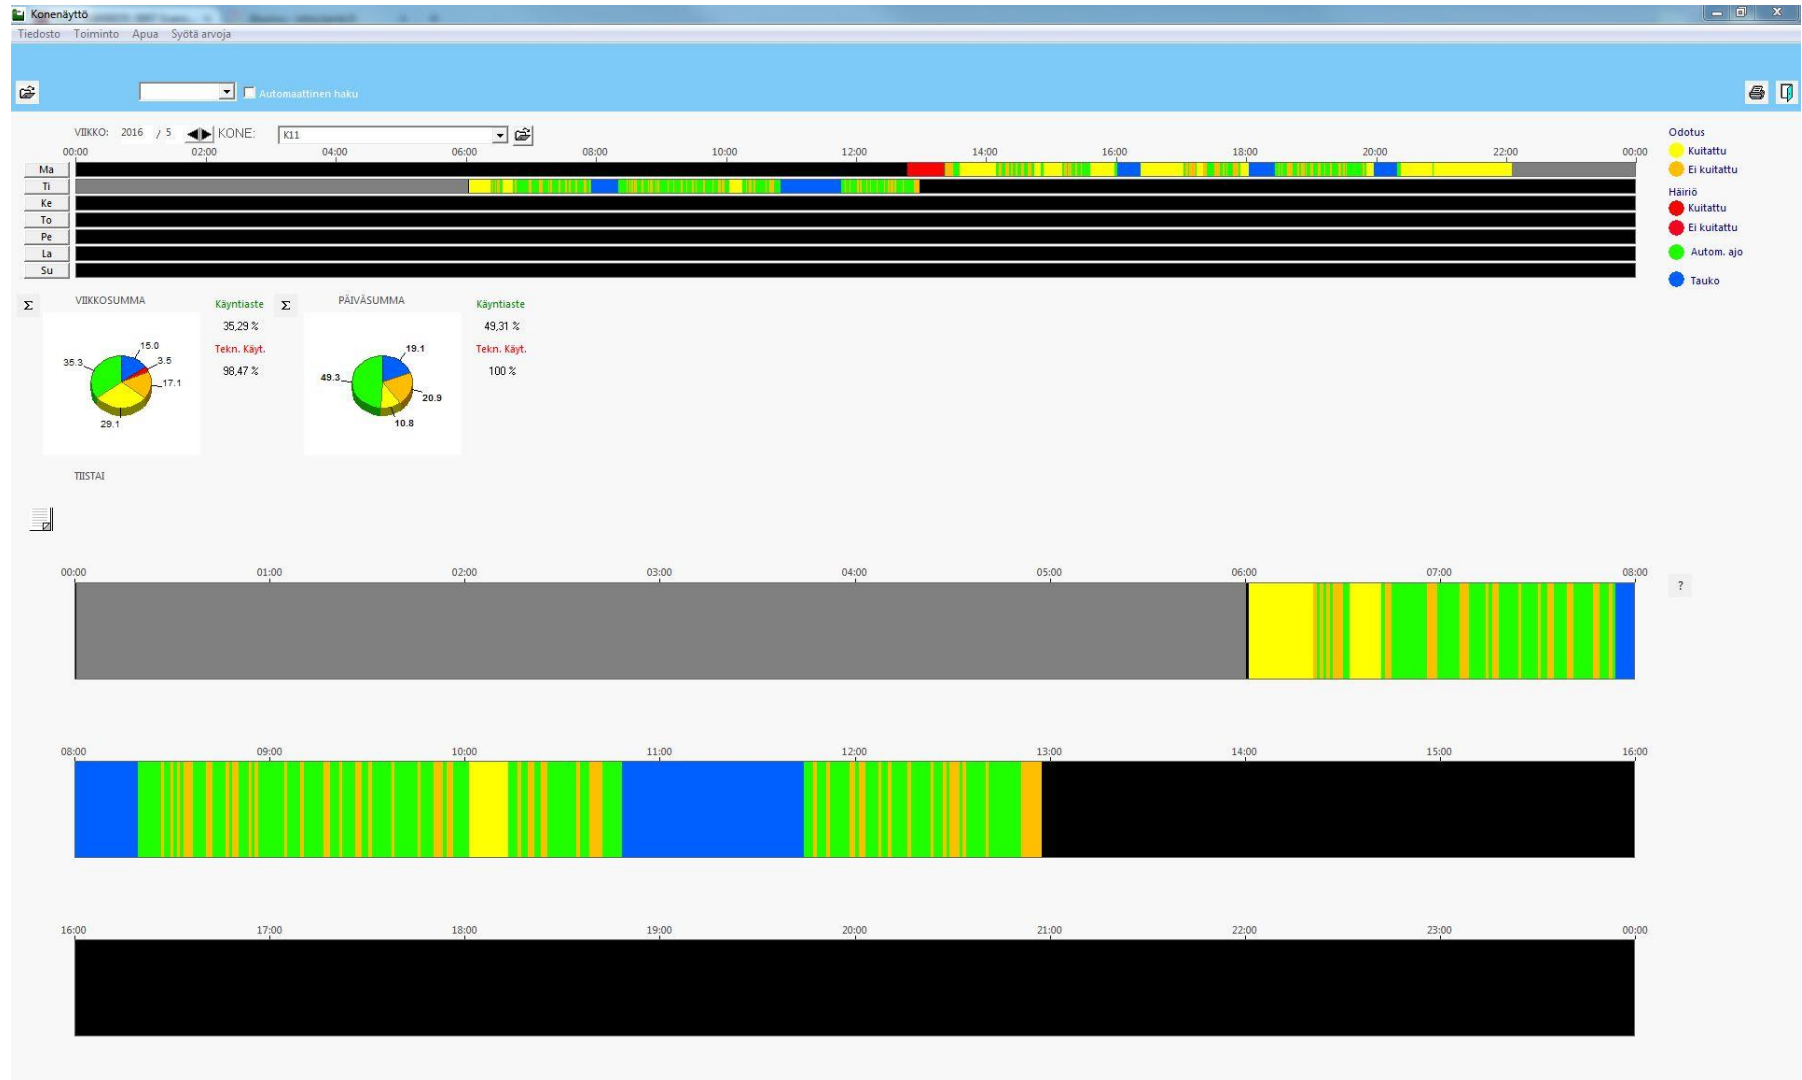 Konenäyttö
Tiedosto Toiminto Apua Syötä arvoja
Automaattinen haku
VIIKKO: 2016 / 5 KONE: K11
00:00 02:00 04:00 06:00 08:00 10:00 12:00 14:00 16:00 18:00 20:00 22:00 00:00
Ma
Ti
Ke
To
Pe
La
Su
Odotus
Kuitattu
Ei kuitattu
Häiriö
Kuitattu
Ei kuitattu
Autom. ajo
Tauko
Σ VIIKKOSUMMA Käyntiaste Σ PÄIVÄSUMMA Käyntiaste
35,29 % 49,31 %
15.0 Tekn. Käyt. 19.1 Tekn. Käyt.
35.3 3.5 98,47 % 100 %
17.1 49.3 20.9
29.1 10.8
TIISTAI
00:00 01:00 02:00 03:00 04:00 05:00 06:00 07:00 08:00
?
08:00 09:00 10:00 11:00 12:00 13:00 14:00 15:00 16:00
16:00 17:00 18:00 19:00 20:00 21:00 22:00 23:00 00:00